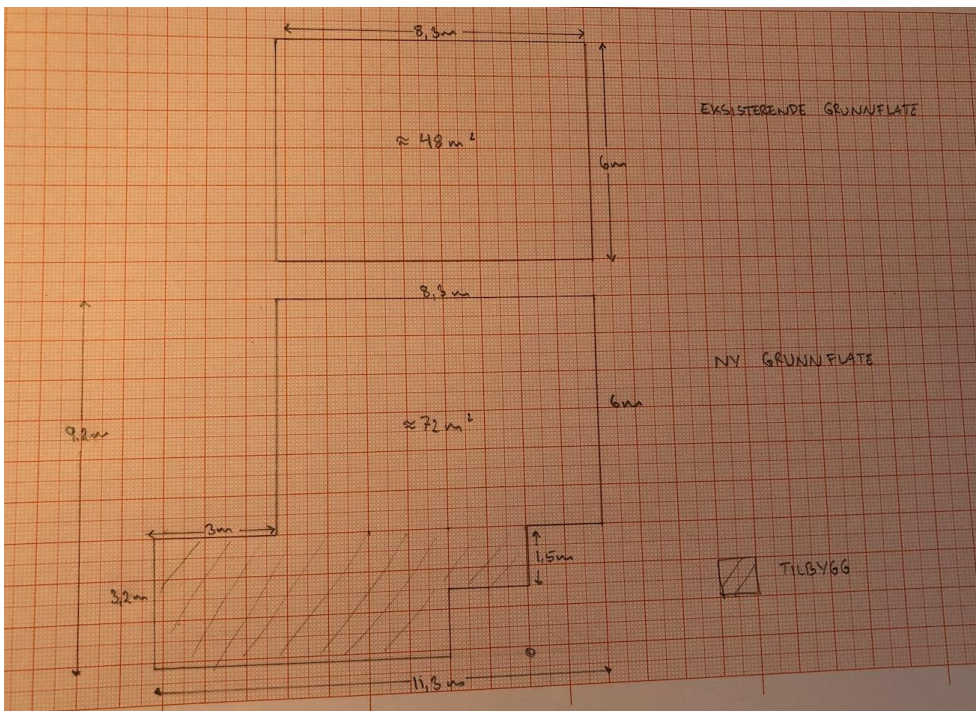 8,3m
≈ 48 m²
6m
EKSISTERENDE GRUNNFLATE
8,3m
9,2m
≈ 72 m²
6m
NY GRUNNFLATE
3m
3,2m
1,5m
TILBYGG
11,3m